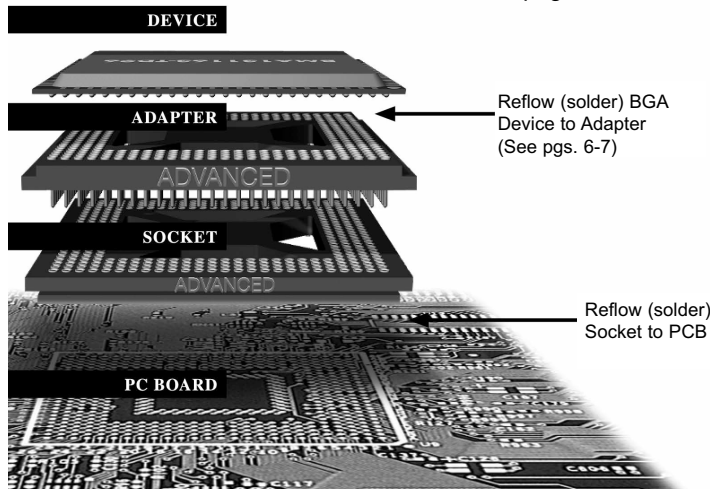 DEVICE
Reflow (solder) BGA
Device to Adapter
(See pgs. 6-7)
ADAPTER
ADVANCED
SOCKET
ADVANCED
Reflow (solder)
Socket to PCB
PC BOARD